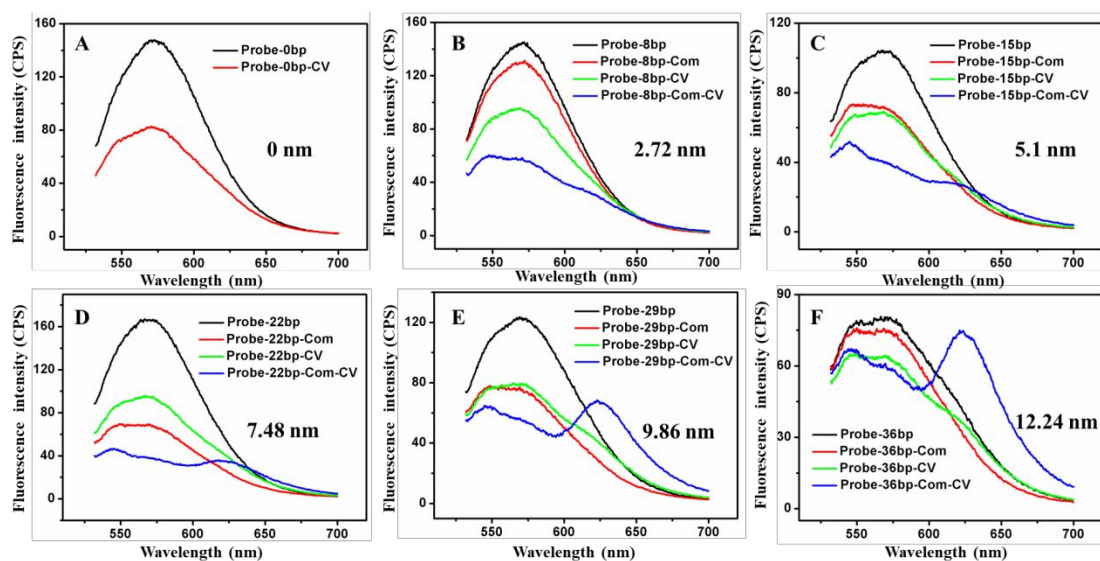 A
Probe-0bp
Probe-0bp-CV
0 nm
Fluorescence intensity (CPS)
160
120
80
40
0
550
600
650
700
Wavelength (nm)
B
Probe-8bp
Probe-8bp-Com
Probe-8bp-CV
Probe-8bp-Com-CV
2.72 nm
Fluorescence intensity (CPS)
160
120
80
40
0
550
600
650
700
Wavelength (nm)
C
Probe-15bp
Probe-15bp-Com
Probe-15bp-CV
Probe-15bp-Com-CV
5.1 nm
Fluorescence intensity (CPS)
120
80
40
0
550
600
650
700
Wavelength (nm)
D
Probe-22bp
Probe-22bp-Com
Probe-22bp-CV
Probe-22bp-Com-CV
7.48 nm
Fluorescence intensity (CPS)
160
120
80
40
0
550
600
650
700
Wavelength (nm)
E
Probe-29bp
Probe-29bp-Com
Probe-29bp-CV
Probe-29bp-Com-CV
9.86 nm
Fluorescence intensity (CPS)
120
80
40
0
550
600
650
700
Wavelength (nm)
F
12.24 nm
Probe-36bp
Probe-36bp-Com
Probe-36bp-CV
Probe-36bp-Com-CV
Fluorescence intensity (CPS)
90
60
30
0
550
600
650
700
Wavelength (nm)